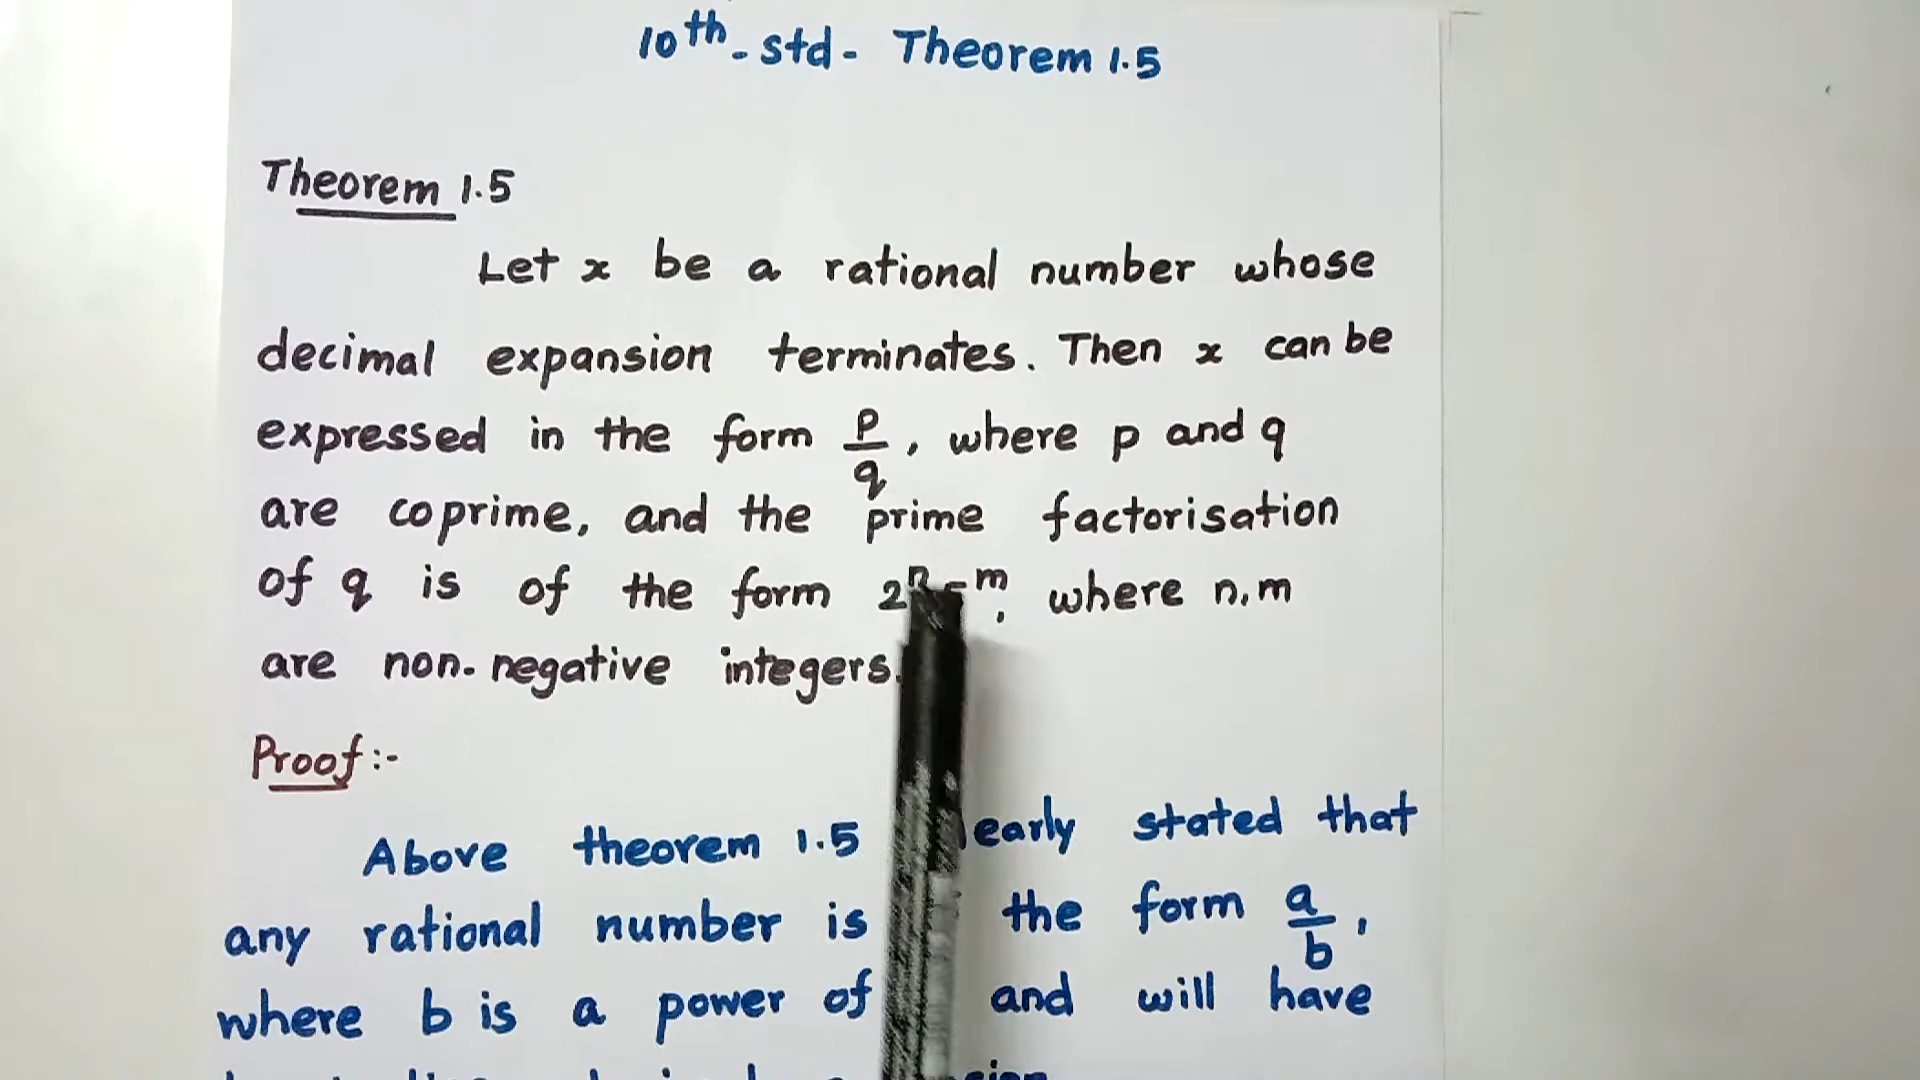 10th - std - Theorem 1.5
Theorem 1.5
Let x be a rational number whose
decimal expansion terminates. Then x can be
expressed in the form p/q, where p and q
are coprime, and the prime factorisation
of q is of the form 2^n m, where n,m
are non-negative integers.
Proof:-
Above theorem 1.5 early stated that
any rational number is the form a/b,
where b is a power of and will have